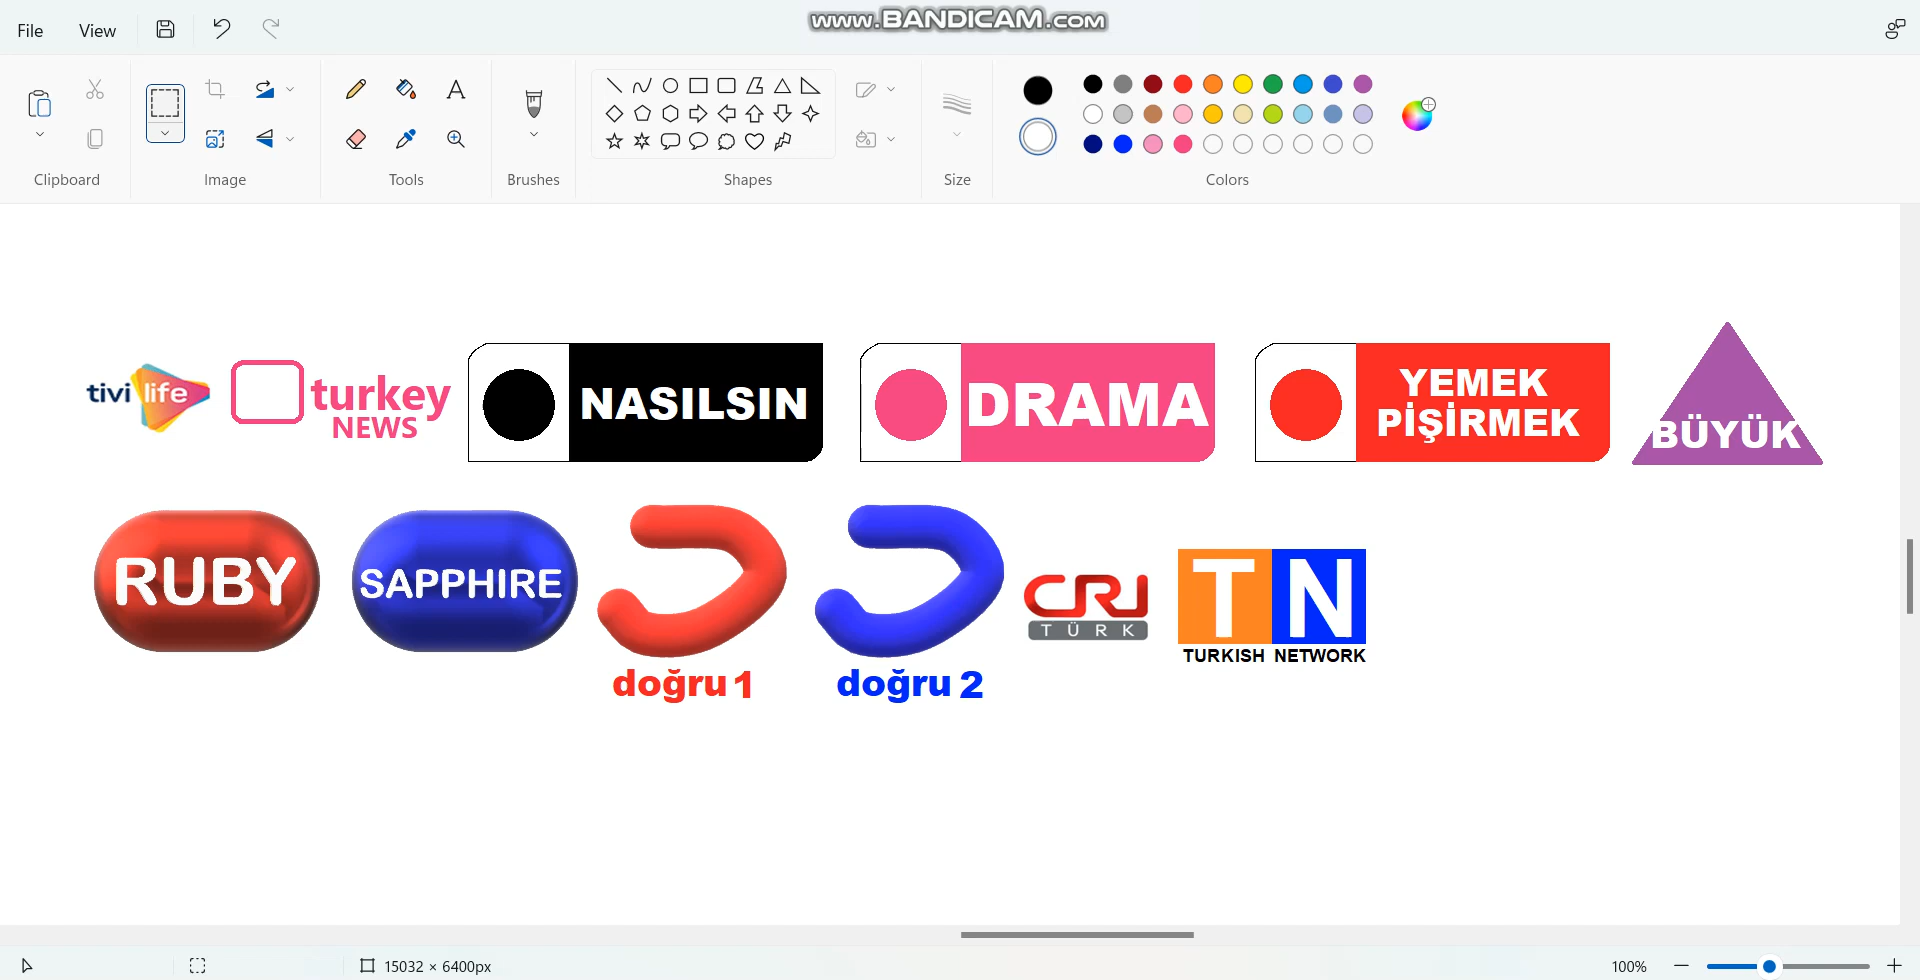 www.BANDICAM.com
File
View
Clipboard
Image
Tools
Brushes
Shapes
Size
Colors
tivi life
turkey
NEWS
NASILSIN
DRAMA
YEMEK
PİŞİRMEK
BÜYÜK
RUBY
SAPPHIRE
doğru 1
doğru 2
CRI
TÜRK
TN
TURKISH NETWORK
15032 × 6400px
100%